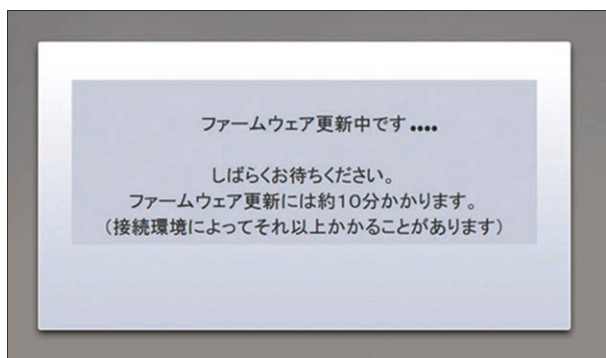 ファームウェア更新中です••••
しばらくお待ちください。
ファームウェア更新には約１０分かかります。
（接続環境によってそれ以上かかることがあります）